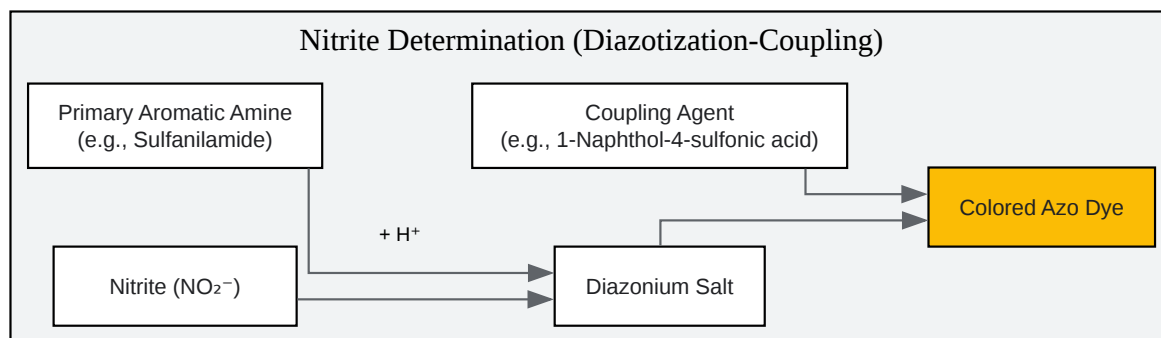 Nitrite Determination (Diazotization-Coupling)
Primary Aromatic Amine
(e.g., Sulfanilamide)
Coupling Agent
(e.g., 1-Naphthol-4-sulfonic acid)
Colored Azo Dye
+ H⁺
Nitrite (NO₂⁻)
Diazonium Salt